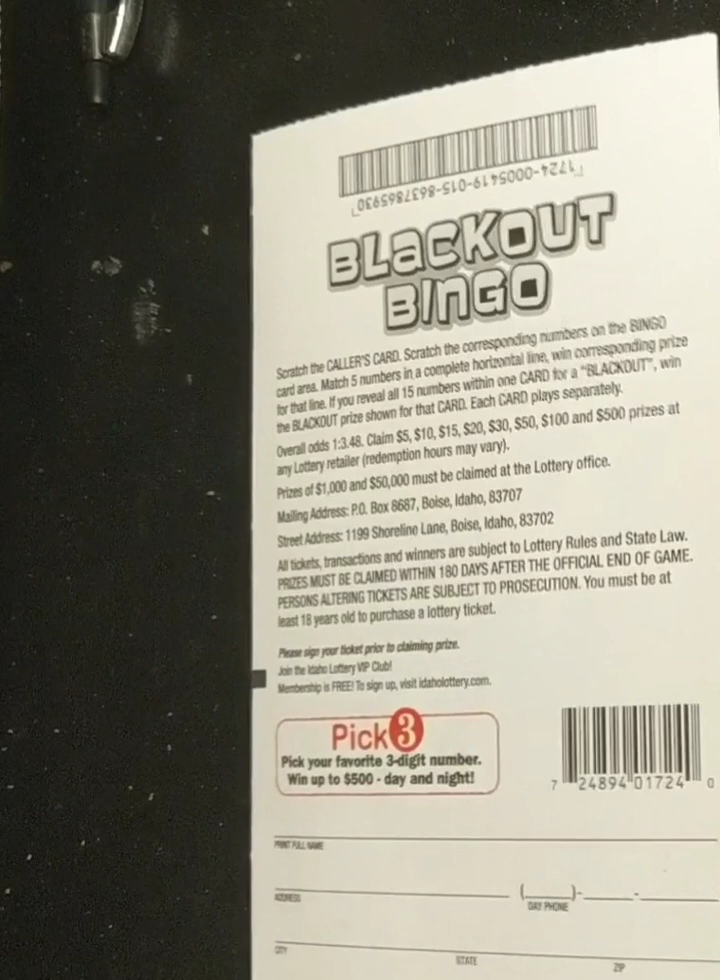 1724-0005419-015-8637865930
BLACKOUT
BINGO
Scratch the CALLER'S CARD. Scratch the corresponding numbers on the BINGO
card area. Match 5 numbers in a complete horizontal line, win corresponding prize
for that line. If you reveal all 15 numbers within one CARD for a "BLACKOUT", win
the BLACKOUT prize shown for that CARD. Each CARD plays separately.
Overall odds 1:3.48. Claim $5, $10, $15, $20, $30, $50, $100 and $500 prizes at
any Lottery retailer (redemption hours may vary).
Prizes of $1,000 and $50,000 must be claimed at the Lottery office.
Mailing Address: P.O. Box 8687, Boise, Idaho, 83707
Street Address: 1199 Shoreline Lane, Boise, Idaho, 83702
All tickets, transactions and winners are subject to Lottery Rules and State Law.
PRIZES MUST BE CLAIMED WITHIN 180 DAYS AFTER THE OFFICIAL END OF GAME.
PERSONS ALTERING TICKETS ARE SUBJECT TO PROSECUTION. You must be at
least 18 years old to purchase a lottery ticket.
Please sign your ticket prior to claiming prize.
Join the Idaho Lottery VIP Club!
Membership is FREE! To sign up, visit idaholottery.com.
Pick 3
Pick your favorite 3-digit number.
Win up to $500 - day and night!
7 24894 01724 0
PRINT FULL NAME
ADDRESS
(   )-   -
DAY PHONE
CITY STATE ZIP